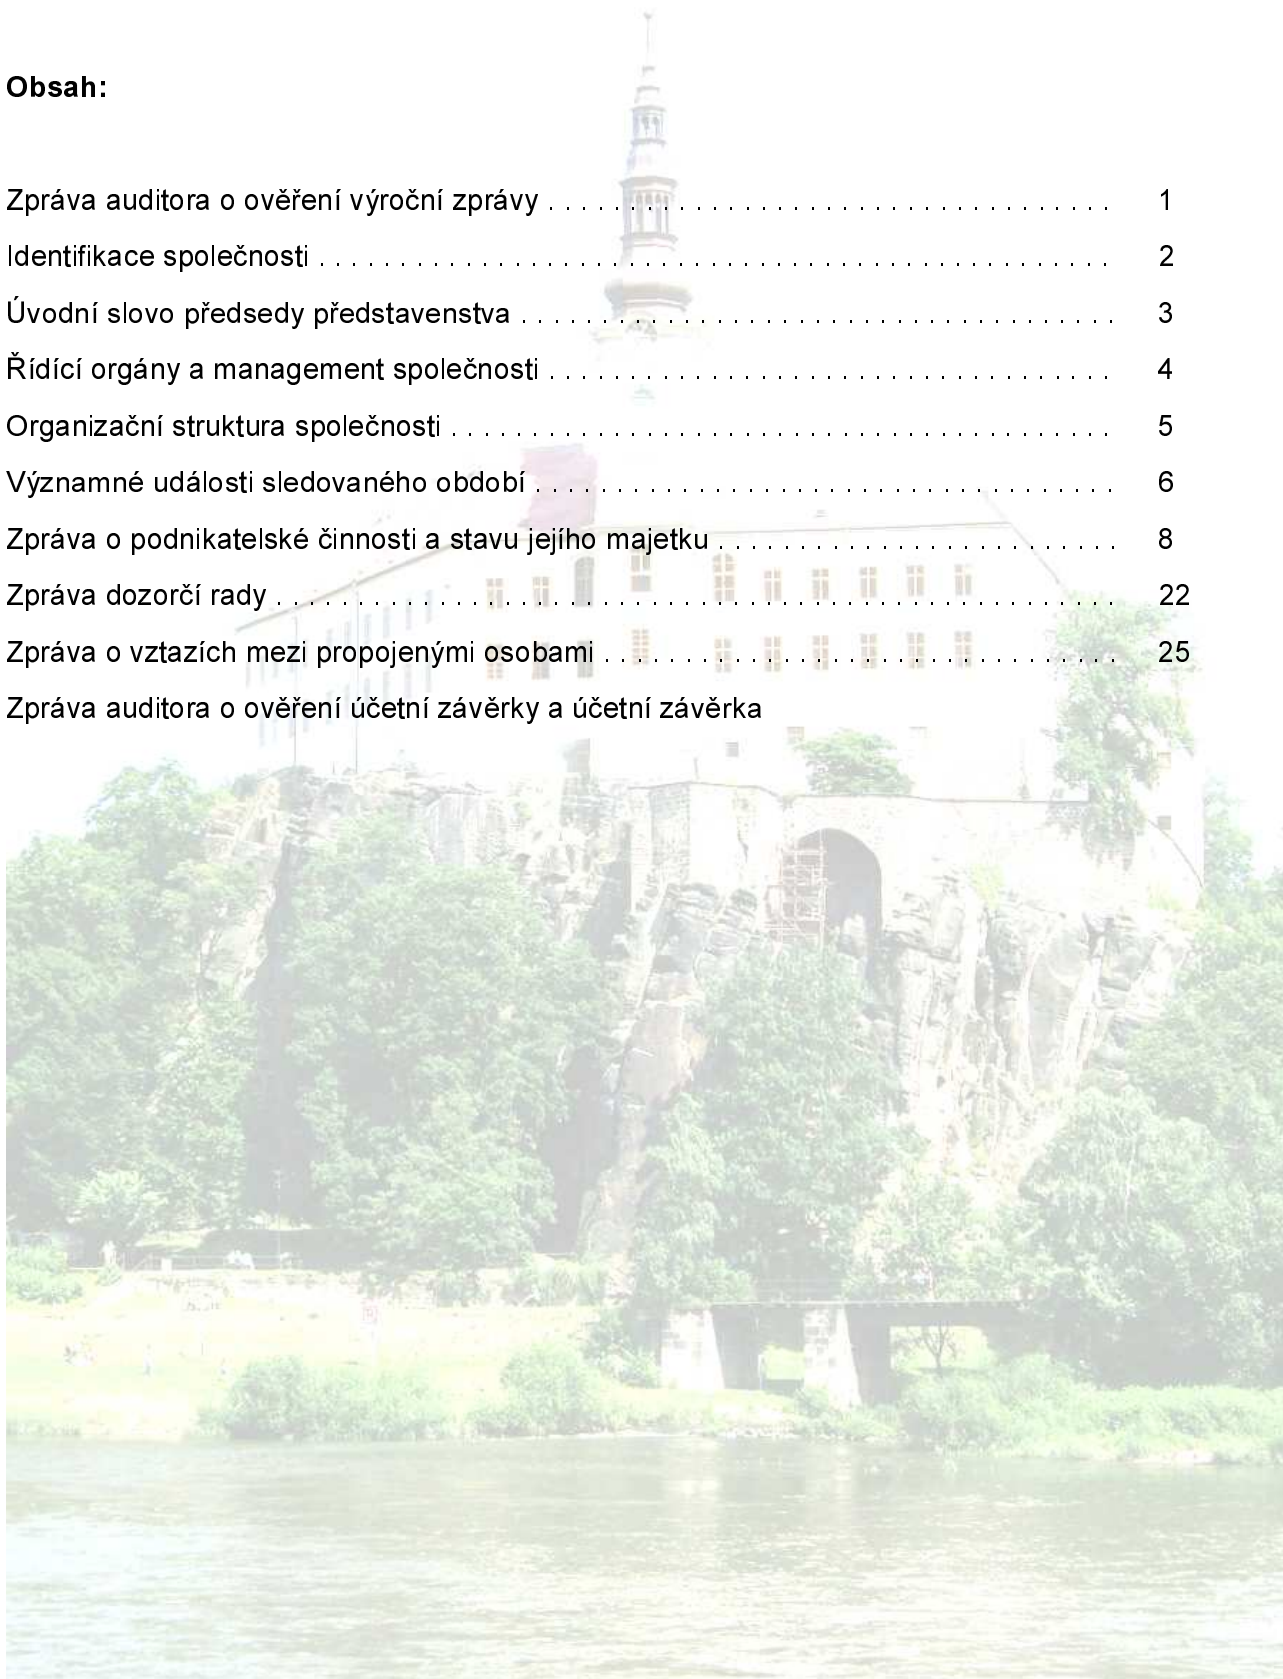 Obsah:
Zpráva auditora o ověření výroční zprávy . . . . . . . . . . . . . . . . . . . . . . . . . . . . . . . 1
Identifikace společnosti . . . . . . . . . . . . . . . . . . . . . . . . . . . . . . . . . . . . . . . . . . . . 2
Úvodní slovo předsedy představenstva . . . . . . . . . . . . . . . . . . . . . . . . . . . . . . . . . 3
Řídící orgány a management společnosti . . . . . . . . . . . . . . . . . . . . . . . . . . . . . . . 4
Organizační struktura společnosti . . . . . . . . . . . . . . . . . . . . . . . . . . . . . . . . . . . . . 5
Významné události sledovaného období . . . . . . . . . . . . . . . . . . . . . . . . . . . . . . . . 6
Zpráva o podnikatelské činnosti a stavu jejího majetku . . . . . . . . . . . . . . . . . . . . . . 8
Zpráva dozorčí rady . . . . . . . . . . . . . . . . . . . . . . . . . . . . . . . . . . . . . . . . . . . . . . . 22
Zpráva o vztazích mezi propojenými osobami . . . . . . . . . . . . . . . . . . . . . . . . . . . . . 25
Zpráva auditora o ověření účetní závěrky a účetní závěrka